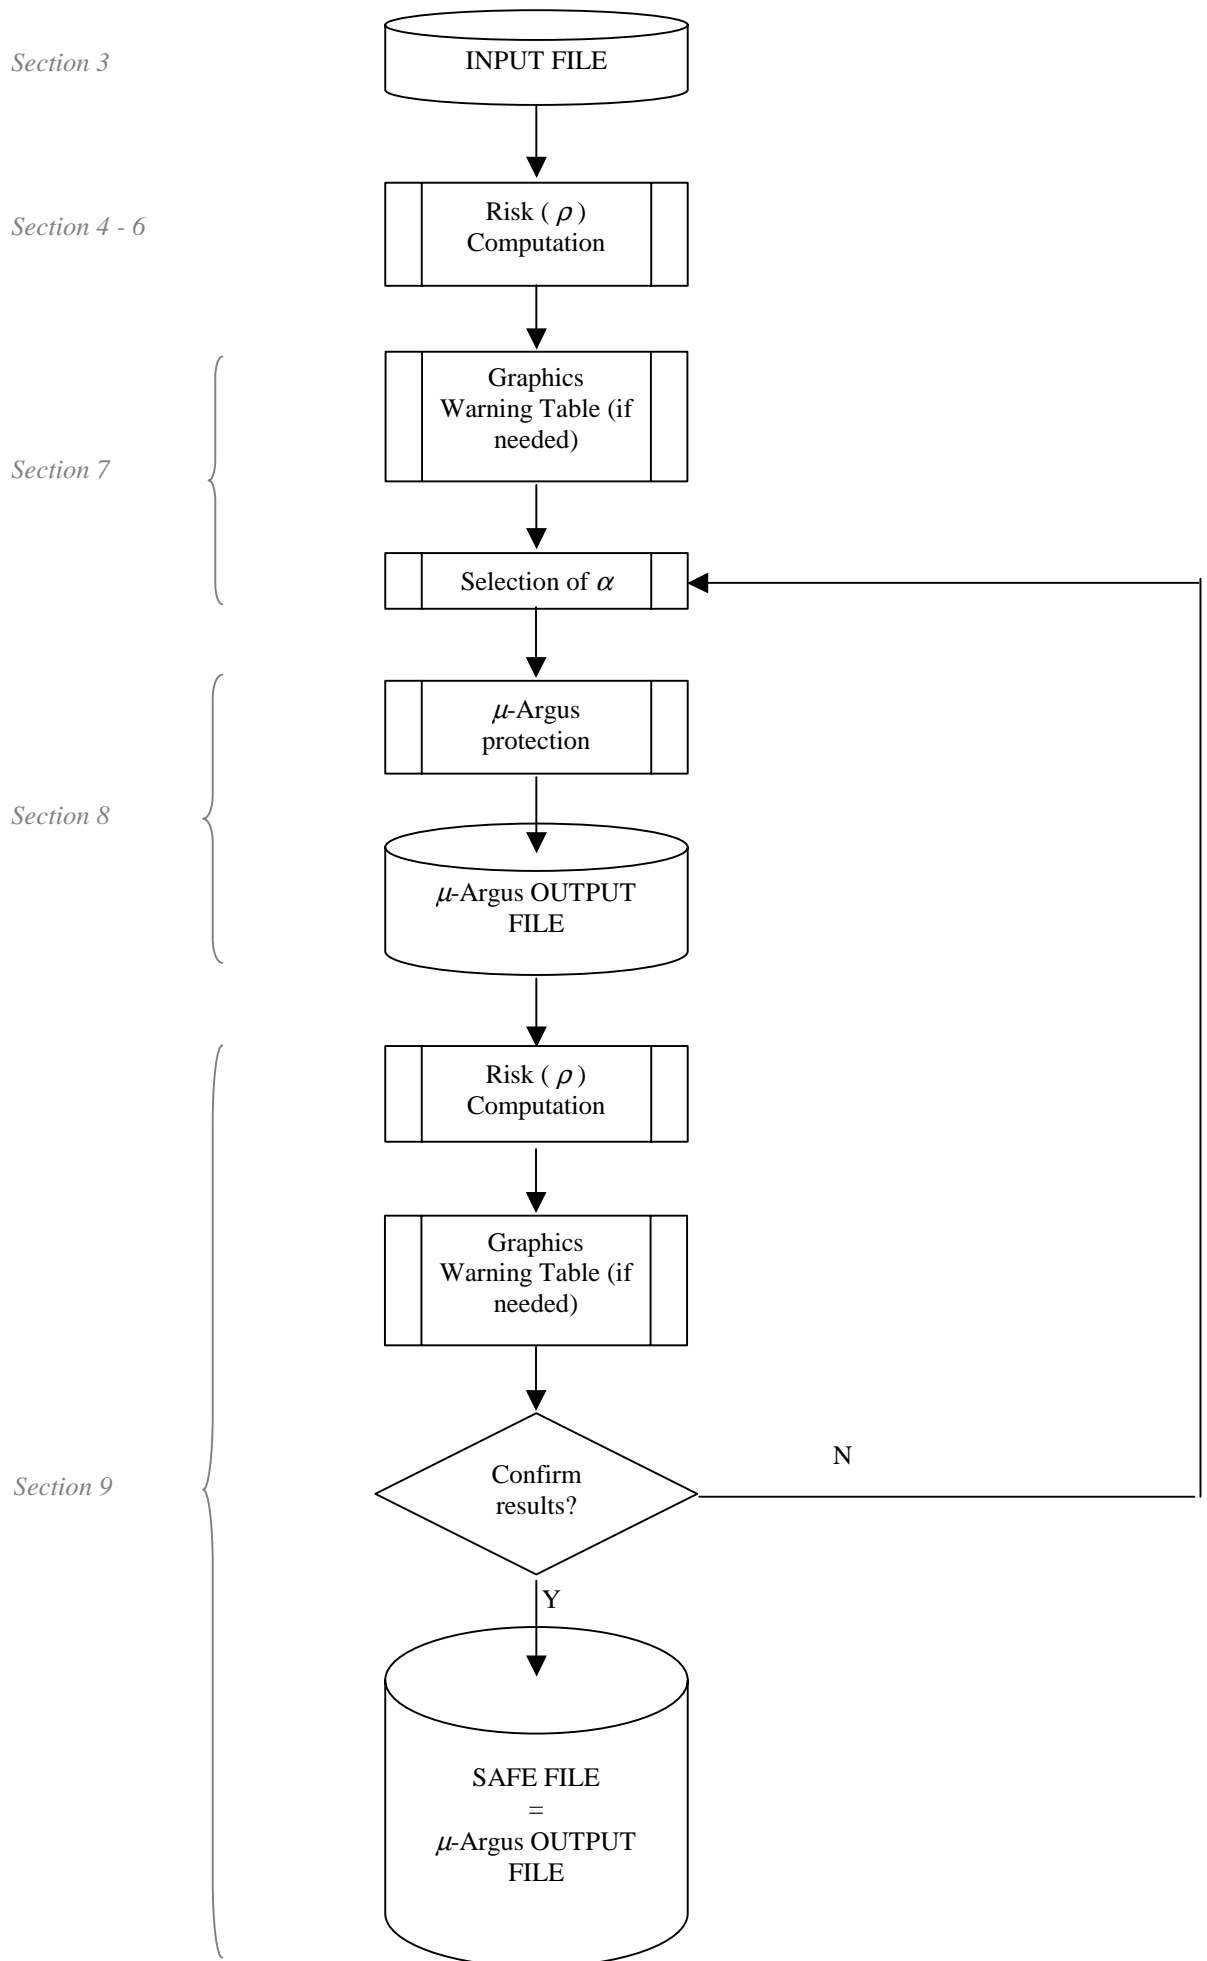 Section 3
INPUT FILE
Section 4 - 6
Risk ( ρ )
Computation
Graphics
Warning Table (if
needed)
Section 7
Selection of α
μ-Argus
protection
Section 8
μ-Argus OUTPUT
FILE
Risk ( ρ )
Computation
Graphics
Warning Table (if
needed)
Section 9
Confirm
results?
N
Y
SAFE FILE
=
μ-Argus OUTPUT
FILE